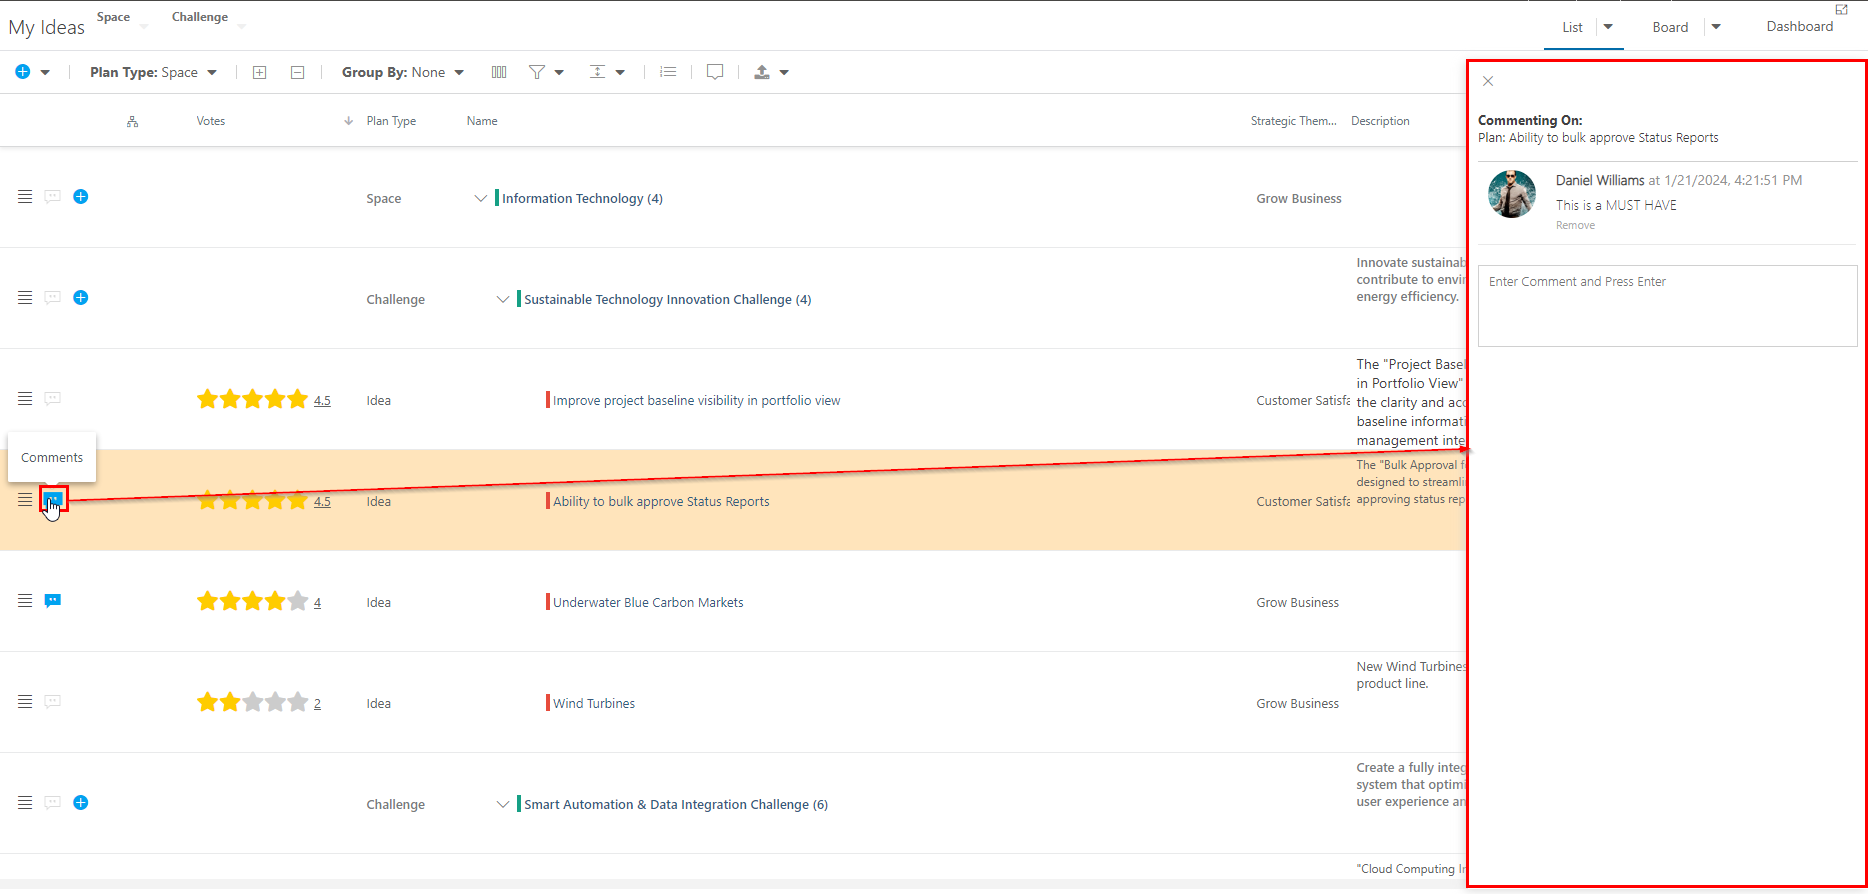 My Ideas
Space
Challenge
List
Board
Dashboard
Plan Type: Space
Group By: None
Votes
Plan Type
Name
Strategic Them...
Description
Space
Information Technology (4)
Grow Business
Challenge
Sustainable Technology Innovation Challenge (4)
Innovate sustainab
contribute to envi
energy efficiency.
4.5
Idea
Improve project baseline visibility in portfolio view
Customer Satisfa
The "Project Base
in Portfolio View"
the clarity and acc
baseline informati
management inte
Comments
4.5
Idea
Ability to bulk approve Status Reports
Customer Satisfa
The "Bulk Approval f
designed to streamli
approving status rep
4
Idea
Underwater Blue Carbon Markets
Grow Business
2
Idea
Wind Turbines
Grow Business
New Wind Turbines
product line.
Challenge
Smart Automation & Data Integration Challenge (6)
Create a fully integ
system that optimi
user experience an
"Cloud Computing In
Commenting On:
Plan: Ability to bulk approve Status Reports
Daniel Williams at 1/21/2024, 4:21:51 PM
This is a MUST HAVE
Remove
Enter Comment and Press Enter